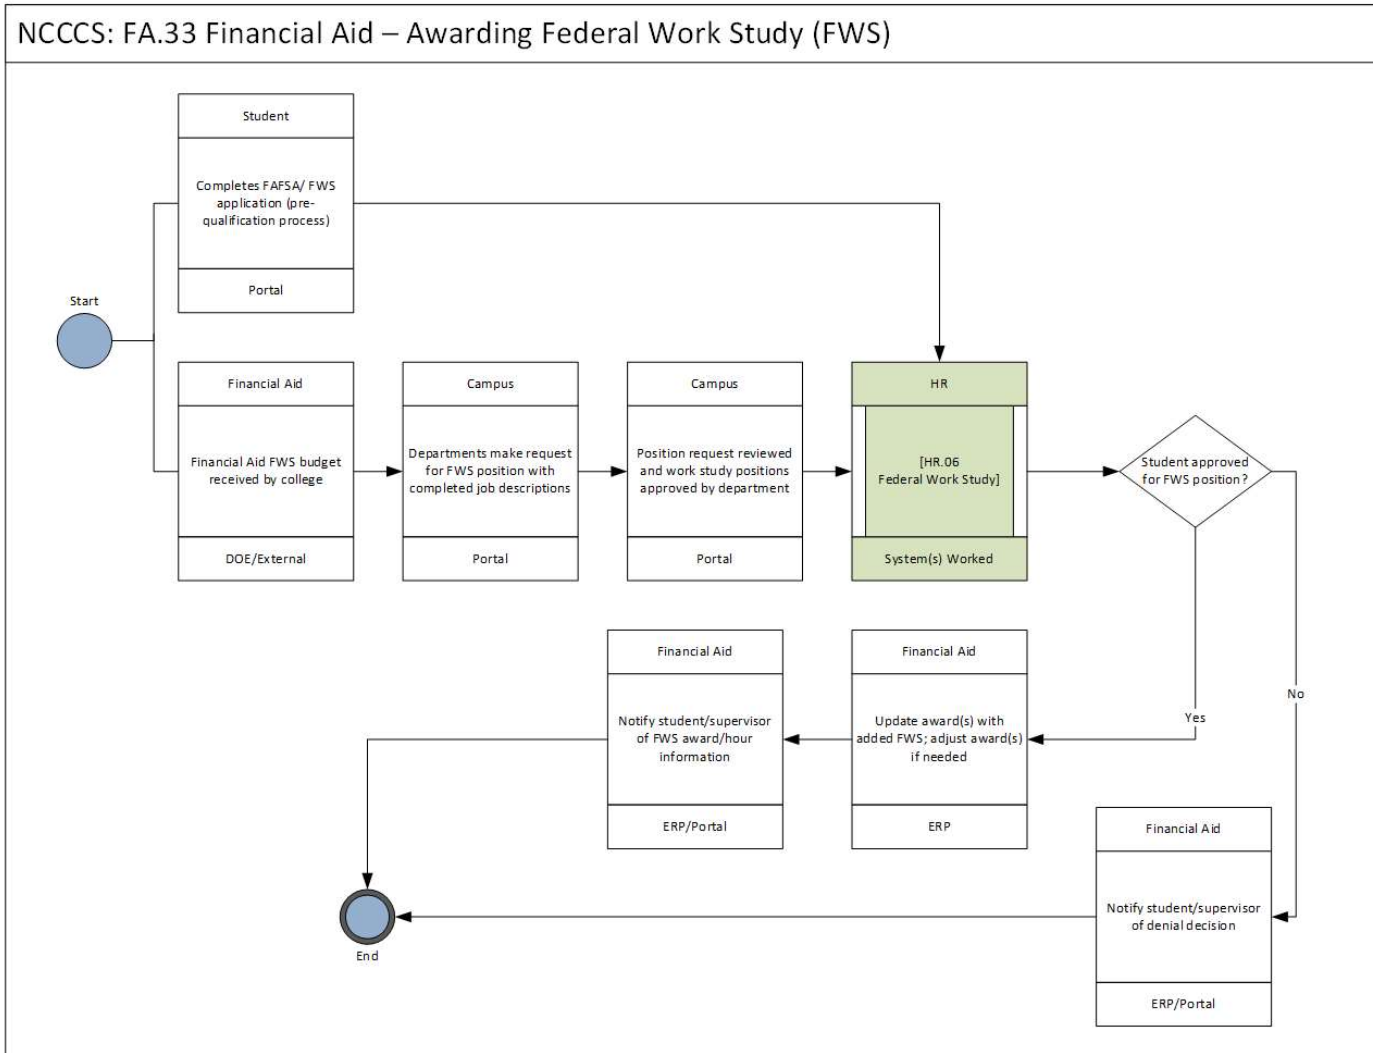 NCCCS: FA.33 Financial Aid – Awarding Federal Work Study (FWS)
Student
Completes FAFSA/ FWS
application (pre-
qualification process)
Portal
Start
Financial Aid
Financial Aid FWS budget
received by college
DOE/External
Campus
Departments make request
for FWS position with
completed job descriptions
Portal
Campus
Position request reviewed
and work study positions
approved by department
Portal
HR
[HR.06
Federal Work Study]
System(s) Worked
Student approved
for FWS position?
No
Yes
Financial Aid
Update award(s) with
added FWS; adjust award(s)
if needed
ERP
Financial Aid
Notify student/supervisor
of FWS award/hour
information
ERP/Portal
Financial Aid
Notify student/supervisor
of denial decision
ERP/Portal
End